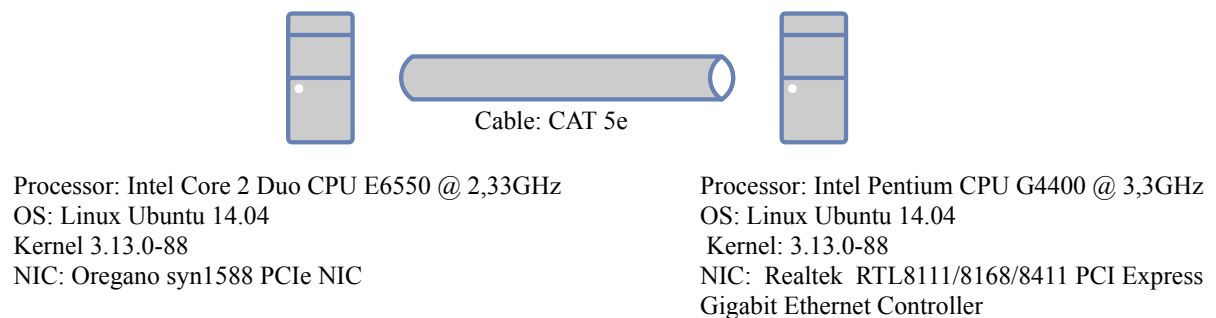 Cable: CAT 5e
Processor: Intel Core 2 Duo CPU E6550 @ 2,33GHz
OS: Linux Ubuntu 14.04
Kernel 3.13.0-88
NIC: Oregano syn1588 PCIe NIC
Processor: Intel Pentium CPU G4400 @ 3,3GHz
OS: Linux Ubuntu 14.04
Kernel: 3.13.0-88
NIC: Realtek RTL8111/8168/8411 PCI Express
Gigabit Ethernet Controller